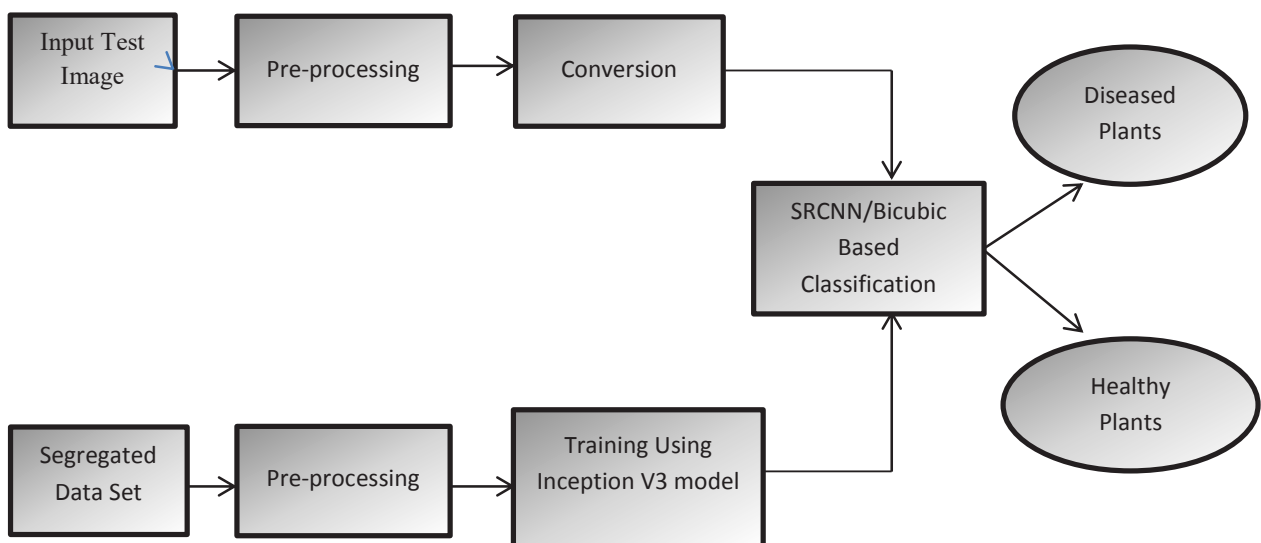 Input Test
Image
Pre-processing
Conversion
Diseased
Plants
SRCNN/Bicubic
Based
Classification
Healthy
Plants
Segregated
Data Set
Pre-processing
Training Using
Inception V3 model